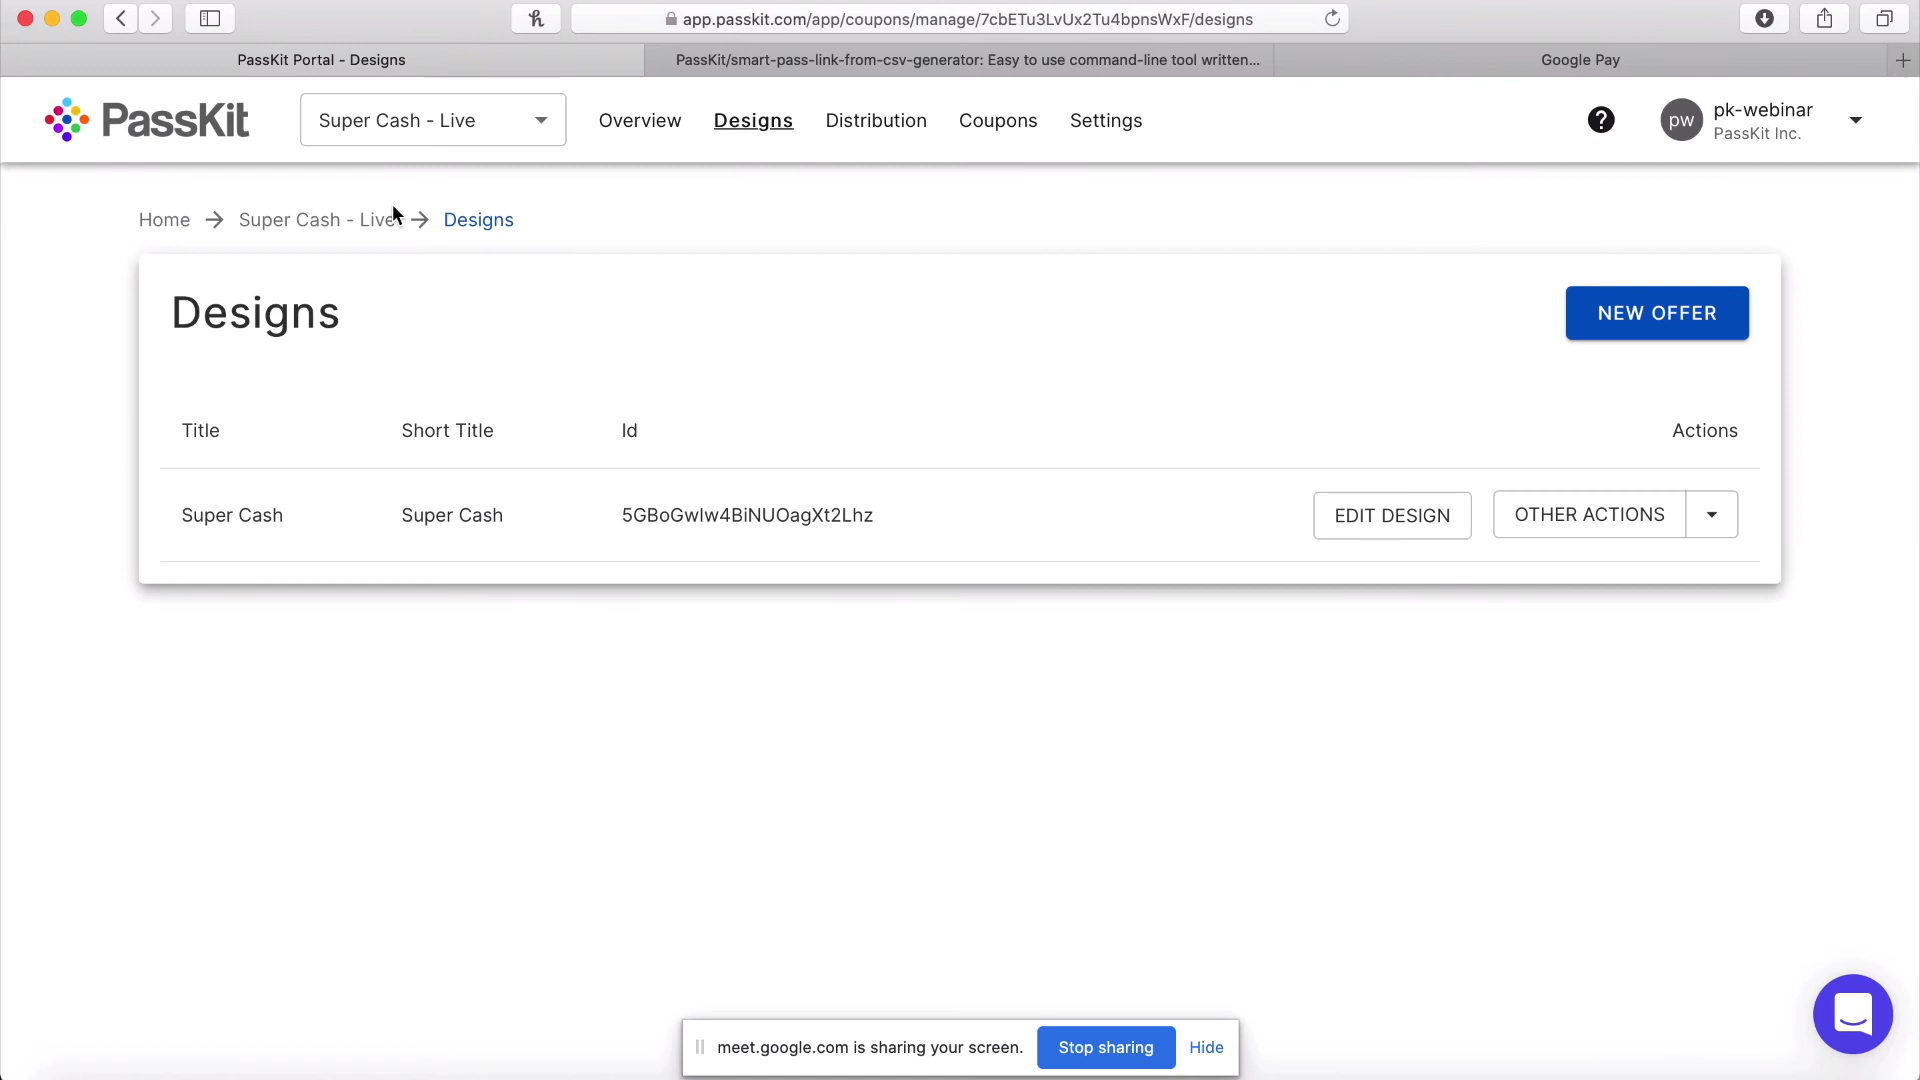 app.passkit.com/app/coupons/manage/7cbETu3LvUx2Tu4bpnsWxF/designs
PassKit Portal - Designs
PassKit/smart-pass-link-from-csv-generator: Easy to use command-line tool written...
Google Pay
PassKit
Super Cash - Live
Overview
Designs
Distribution
Coupons
Settings
?
pw
pk-webinar
PassKit Inc.
Home → Super Cash - Live → Designs
Designs
NEW OFFER
Title
Short Title
Id
Actions
Super Cash
Super Cash
5GBoGwIw4BiNUOagXt2Lhz
EDIT DESIGN
OTHER ACTIONS
meet.google.com is sharing your screen.
Stop sharing
Hide